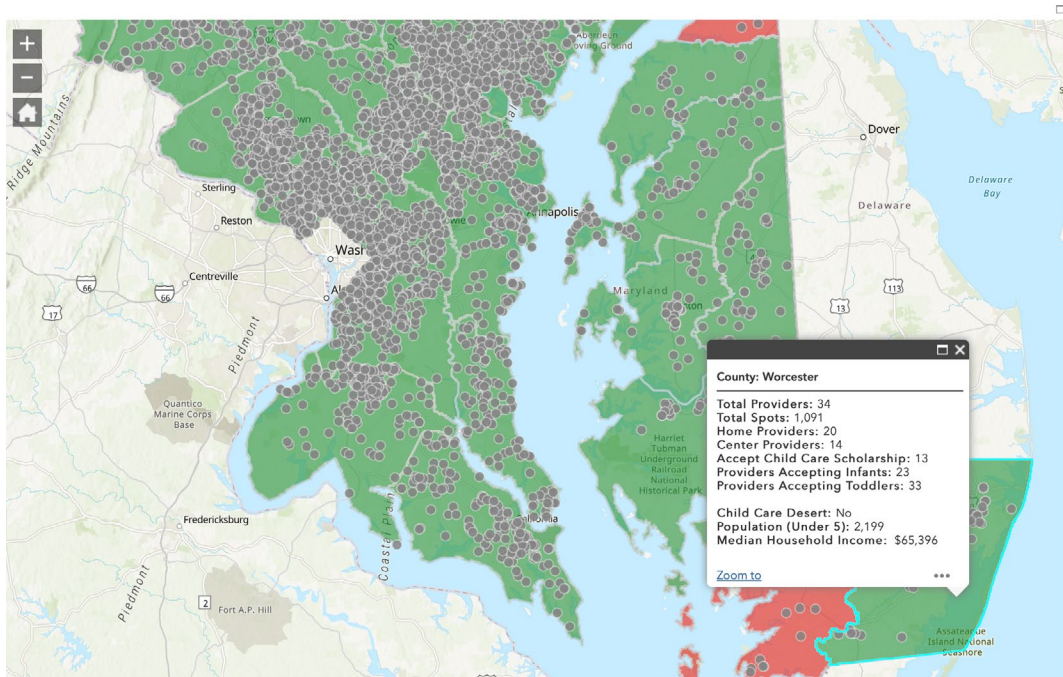 Aberdeen
Proving Ground
+
−
Ridge Mountains
Dover
Delaware
Bay
Sterling
Delaware
Reston
Annapolis
Wasl
Centreville
66
66
17
Maryland
113
13
Piedmont
County: Worcester
Total Providers: 34
Total Spots: 1,091
Home Providers: 20
Center Providers: 14
Accept Child Care Scholarship: 13
Providers Accepting Infants: 23
Providers Accepting Toddlers: 33
Child Care Desert: No
Population (Under 5): 2,199
Median Household Income: $65,396
Zoom to
Quantico
Marine Corps
Base
Harriet
Tubman
Underground
Railroad
National
Historical Park
Fredericksburg
Coastal Plain
Piedmont
2
Fort A.P. Hill
Assateague
Island National
Seashore